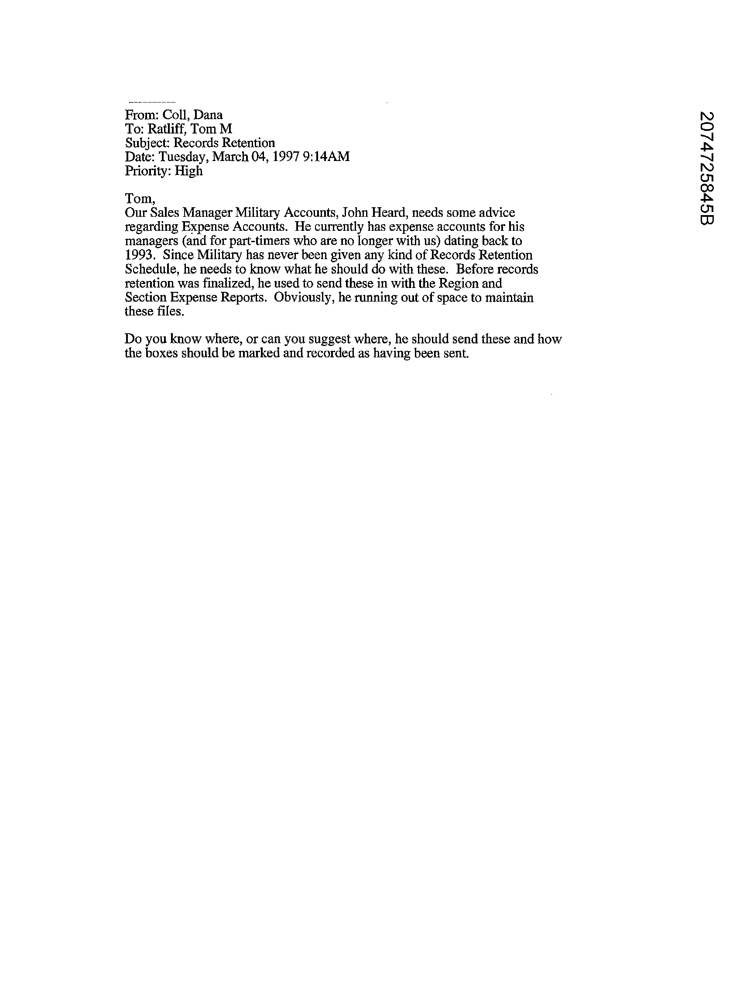 From: Coll, Dana
To: Ratliff, Tom M
Subject: Records Retention
Date: Tuesday, March 04, 1997 9:14AM
Priority: High
Tom,
Our Sales Manager Military Accounts, John Heard, needs some advice
regarding Expense Accounts.  He currently has expense accounts for his
managers (and for part-timers who are no longer with us) dating back to
1993.  Since Military has never been given any kind of Records Retention
Schedule, he needs to know what he should do with these.  Before records
retention was finalized, he used to send these in with the Region and
Section Expense Reports.  Obviously, he running out of space to maintain
these files.
Do you know where, or can you suggest where, he should send these and how
the boxes should be marked and recorded as having been sent.
2074725845B